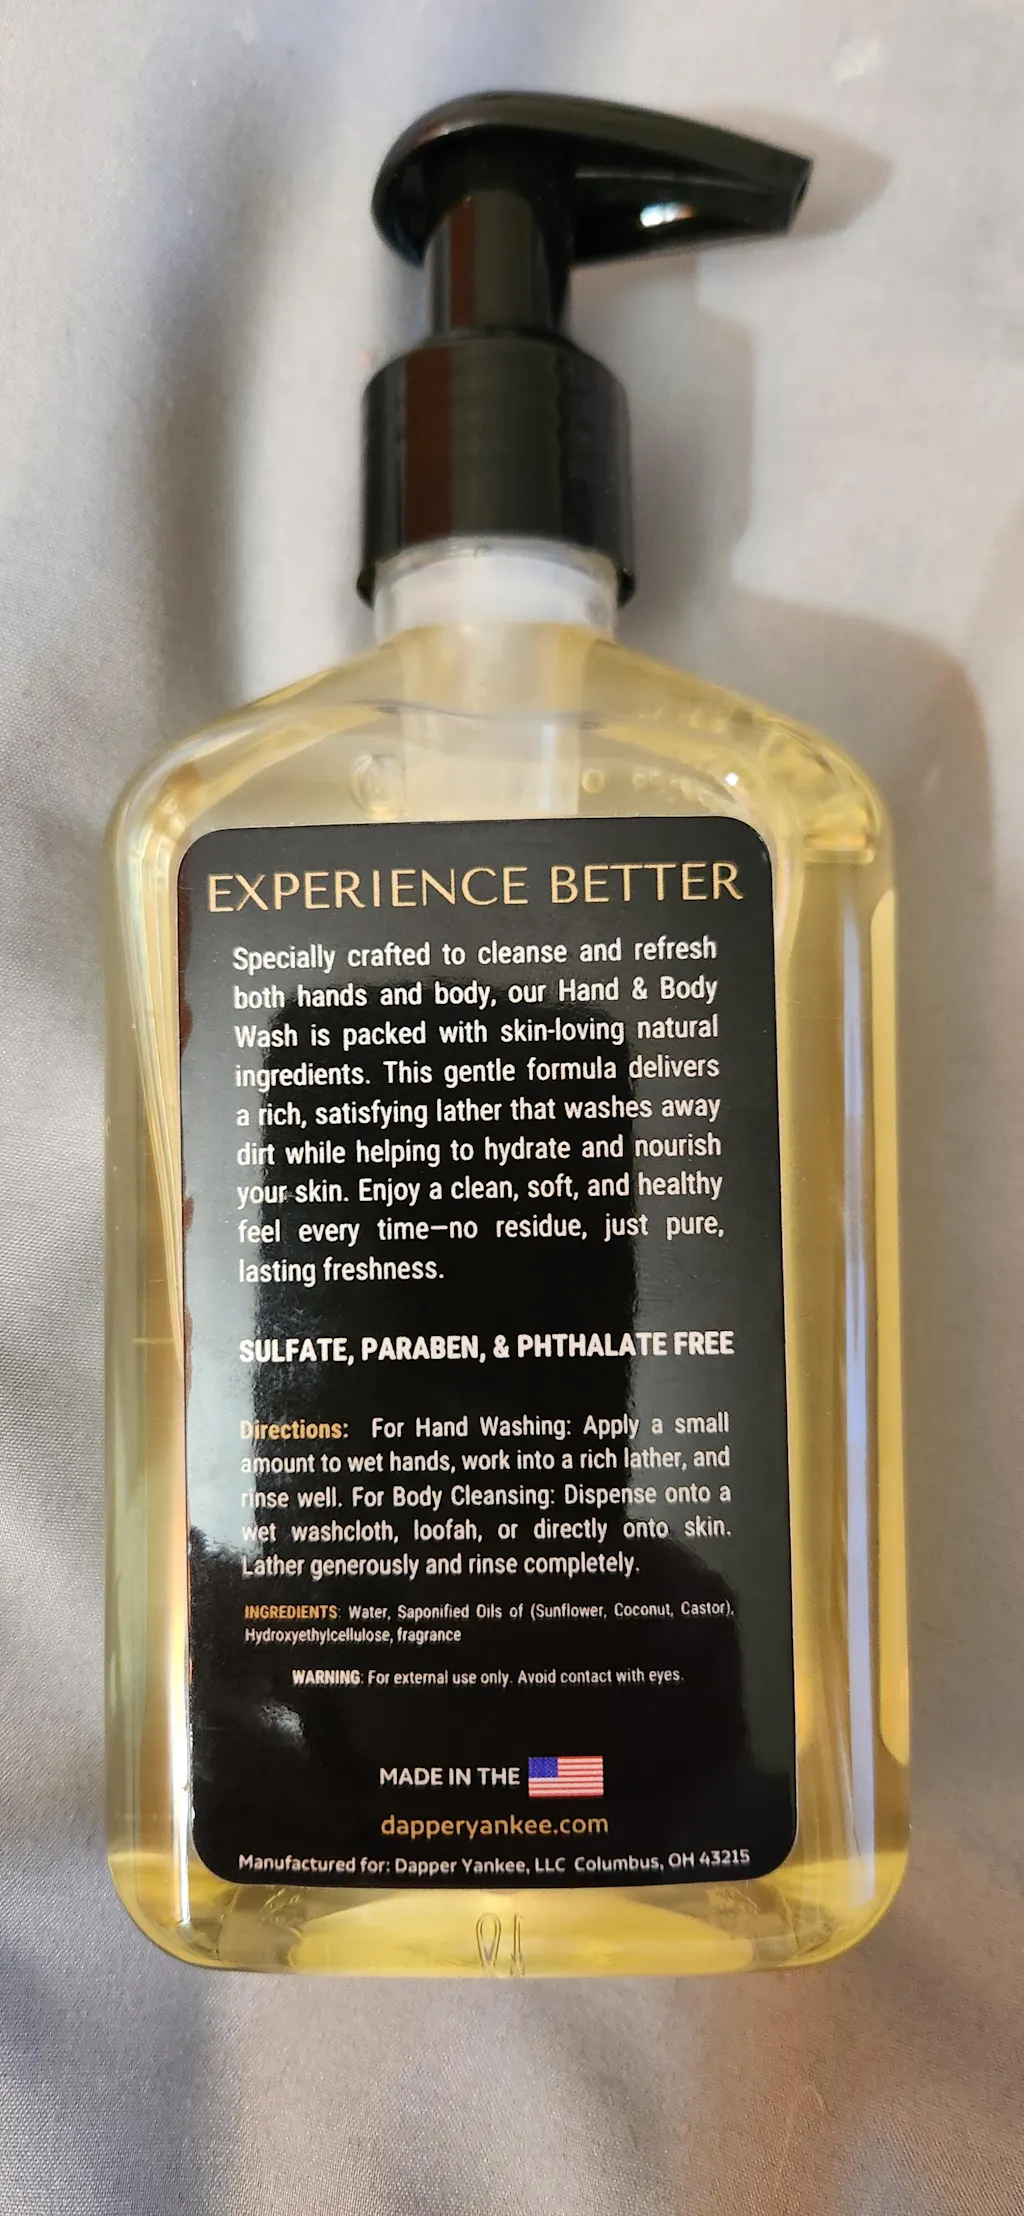 EXPERIENCE BETTER
Specially crafted to cleanse and refresh
both hands and body, our Hand & Body
Wash is packed with skin-loving natural
ingredients. This gentle formula delivers
a rich, satisfying lather that washes away
dirt while helping to hydrate and nourish
your skin. Enjoy a clean, soft, and healthy
feel every time—no residue, just pure,
lasting freshness.
SULFATE, PARABEN, & PHTHALATE FREE
Directions: For Hand Washing: Apply a small
amount to wet hands, work into a rich lather, and
rinse well. For Body Cleansing: Dispense onto a
wet washcloth, loofah, or directly onto skin.
Lather generously and rinse completely.
INGREDIENTS: Water, Saponified Oils of (Sunflower, Coconut, Castor),
Hydroxyethylcellulose, fragrance
WARNING: For external use only. Avoid contact with eyes.
MADE IN THE
dapperyankee.com
Manufactured for: Dapper Yankee, LLC Columbus, OH 43215